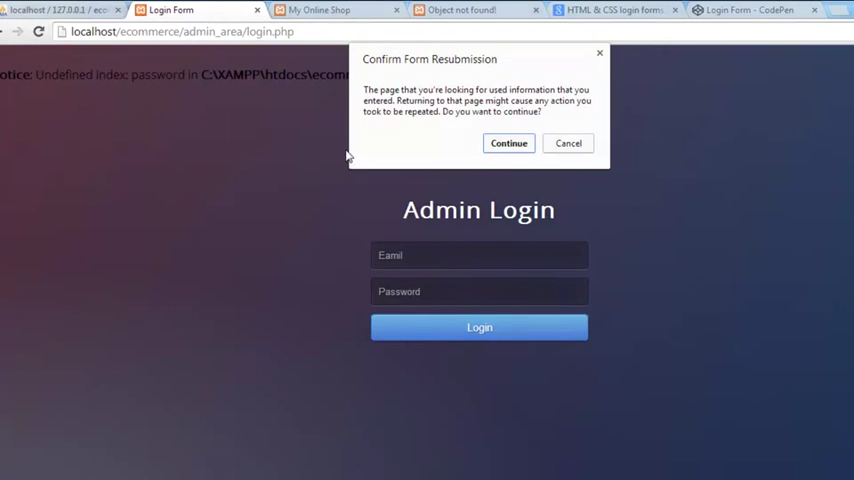 localhost / 127.0.0.1 / eco
Login Form
My Online Shop
Object not found!
HTML & CSS login forms
Login Form - CodePen
localhost/ecommerce/admin_area/login.php
otice: Undefined index: password in C:\XAMPP\htdocs\ecomm
Confirm Form Resubmission
The page that you're looking for used information that you
entered. Returning to that page might cause any action you
took to be repeated. Do you want to continue?
Continue
Cancel
Admin Login
Eamil
Password
Login